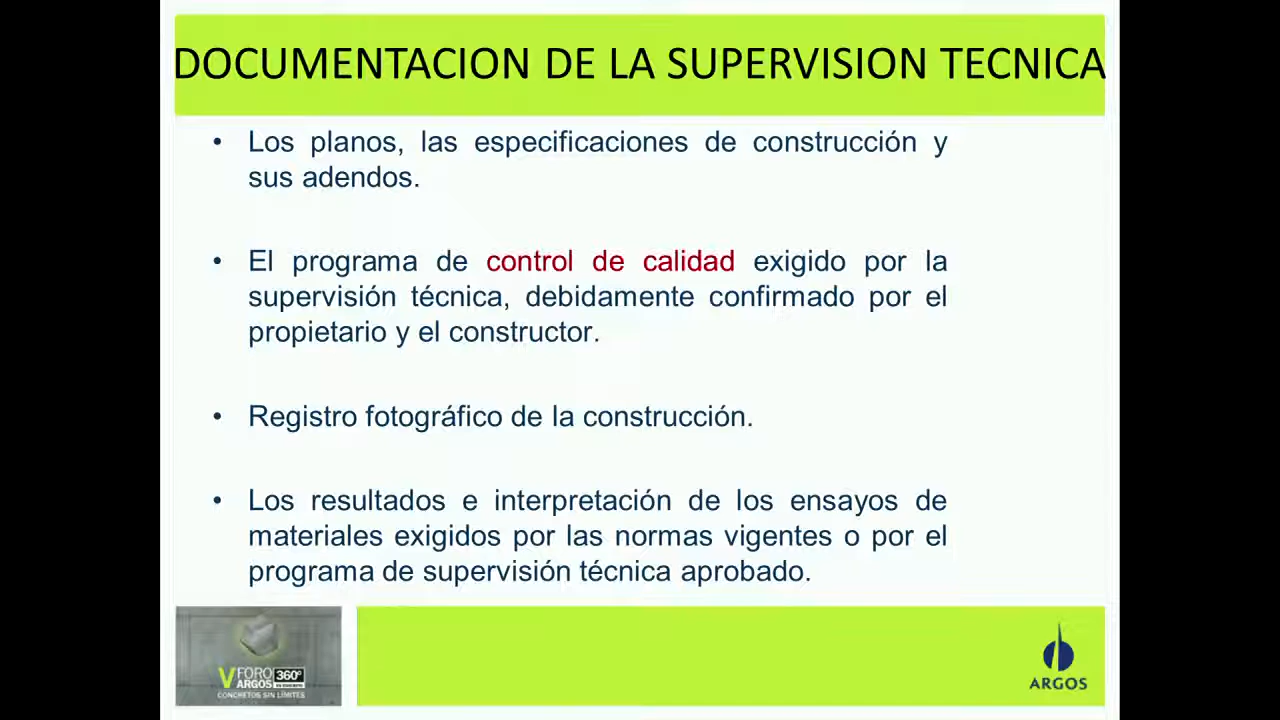 DOCUMENTACION DE LA SUPERVISION TECNICA
• Los planos, las especificaciones de construcción y
sus adendos.
• El programa de control de calidad exigido por la
supervisión técnica, debidamente confirmado por el
propietario y el constructor.
• Registro fotográfico de la construcción.
• Los resultados e interpretación de los ensayos de
materiales exigidos por las normas vigentes o por el
programa de supervisión técnica aprobado.
V FORO 360°
ARGOS
CONCRETOS SIN LÍMITES
ARGOS